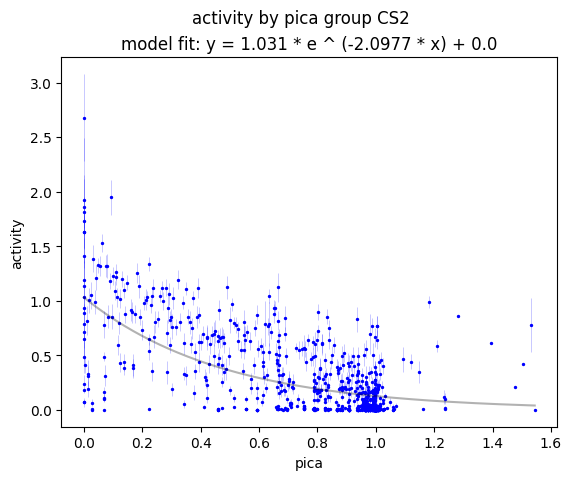 activity by pica group CS2
model fit: y = 1.031 * e ^ (-2.0977 * x) + 0.0
3.0
2.5
2.0
1.5
1.0
0.5
0.0
activity
0.0 0.2 0.4 0.6 0.8 1.0 1.2 1.4 1.6
pica